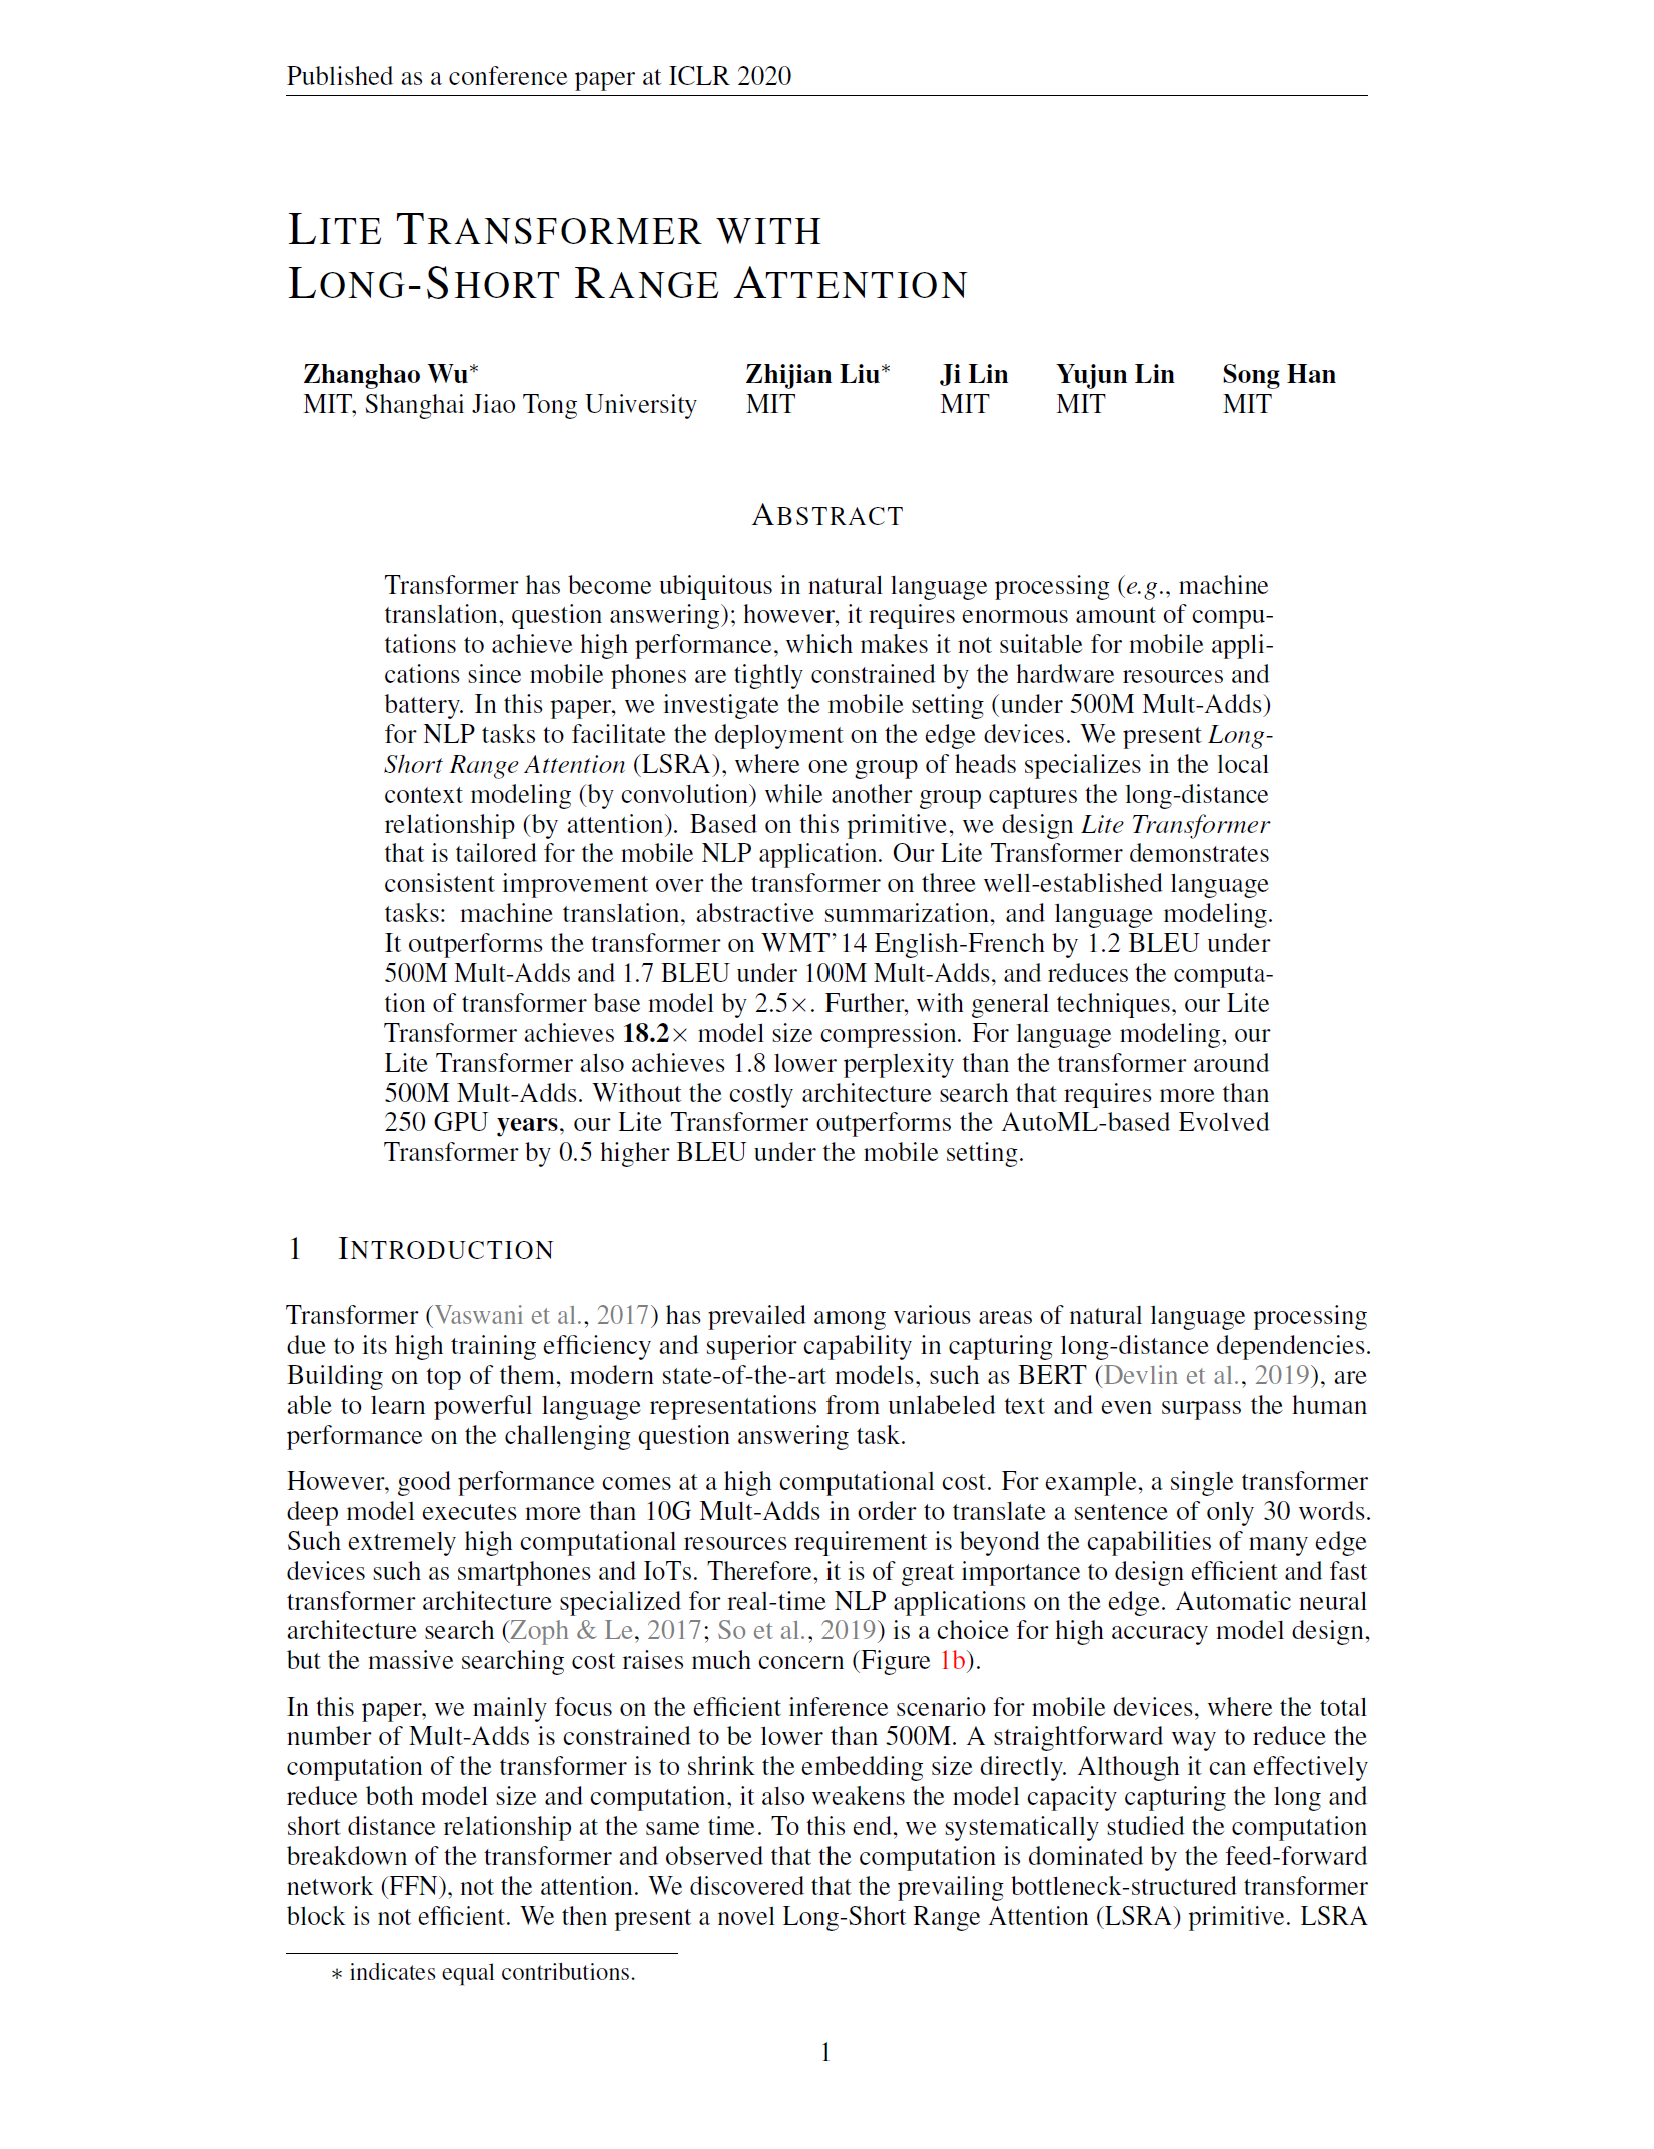 Published as a conference paper at ICLR 2020
LITE TRANSFORMER WITH
LONG-SHORT RANGE ATTENTION
Zhanghao Wu* Zhijian Liu* Ji Lin Yujun Lin Song Han
MIT, Shanghai Jiao Tong University MIT MIT MIT MIT
ABSTRACT
Transformer has become ubiquitous in natural language processing (e.g., machine
translation, question answering); however, it requires enormous amount of compu-
tations to achieve high performance, which makes it not suitable for mobile appli-
cations since mobile phones are tightly constrained by the hardware resources and
battery. In this paper, we investigate the mobile setting (under 500M Mult-Adds)
for NLP tasks to facilitate the deployment on the edge devices. We present Long-
Short Range Attention (LSRA), where one group of heads specializes in the local
context modeling (by convolution) while another group captures the long-distance
relationship (by attention). Based on this primitive, we design Lite Transformer
that is tailored for the mobile NLP application. Our Lite Transformer demonstrates
consistent improvement over the transformer on three well-established language
tasks: machine translation, abstractive summarization, and language modeling.
It outperforms the transformer on WMT'14 English-French by 1.2 BLEU under
500M Mult-Adds and 1.7 BLEU under 100M Mult-Adds, and reduces the computa-
tion of transformer base model by 2.5×. Further, with general techniques, our Lite
Transformer achieves 18.2× model size compression. For language modeling, our
Lite Transformer also achieves 1.8 lower perplexity than the transformer around
500M Mult-Adds. Without the costly architecture search that requires more than
250 GPU years, our Lite Transformer outperforms the AutoML-based Evolved
Transformer by 0.5 higher BLEU under the mobile setting.
1 INTRODUCTION
Transformer (Vaswani et al., 2017) has prevailed among various areas of natural language processing
due to its high training efficiency and superior capability in capturing long-distance dependencies.
Building on top of them, modern state-of-the-art models, such as BERT (Devlin et al., 2019), are
able to learn powerful language representations from unlabeled text and even surpass the human
performance on the challenging question answering task.
However, good performance comes at a high computational cost. For example, a single transformer
deep model executes more than 10G Mult-Adds in order to translate a sentence of only 30 words.
Such extremely high computational resources requirement is beyond the capabilities of many edge
devices such as smartphones and IoTs. Therefore, it is of great importance to design efficient and fast
transformer architecture specialized for real-time NLP applications on the edge. Automatic neural
architecture search (Zoph & Le, 2017; So et al., 2019) is a choice for high accuracy model design,
but the massive searching cost raises much concern (Figure 1b).
In this paper, we mainly focus on the efficient inference scenario for mobile devices, where the total
number of Mult-Adds is constrained to be lower than 500M. A straightforward way to reduce the
computation of the transformer is to shrink the embedding size directly. Although it can effectively
reduce both model size and computation, it also weakens the model capacity capturing the long and
short distance relationship at the same time. To this end, we systematically studied the computation
breakdown of the transformer and observed that the computation is dominated by the feed-forward
network (FFN), not the attention. We discovered that the prevailing bottleneck-structured transformer
block is not efficient. We then present a novel Long-Short Range Attention (LSRA) primitive. LSRA
* indicates equal contributions.
1